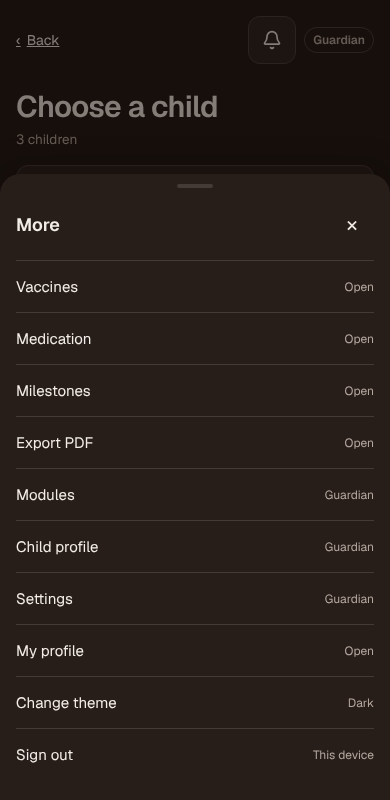 ‹ Back
Guardian
Choose a child
3 children
More
×
Vaccines Open
Medication Open
Milestones Open
Export PDF Open
Modules Guardian
Child profile Guardian
Settings Guardian
My profile Open
Change theme Dark
Sign out This device